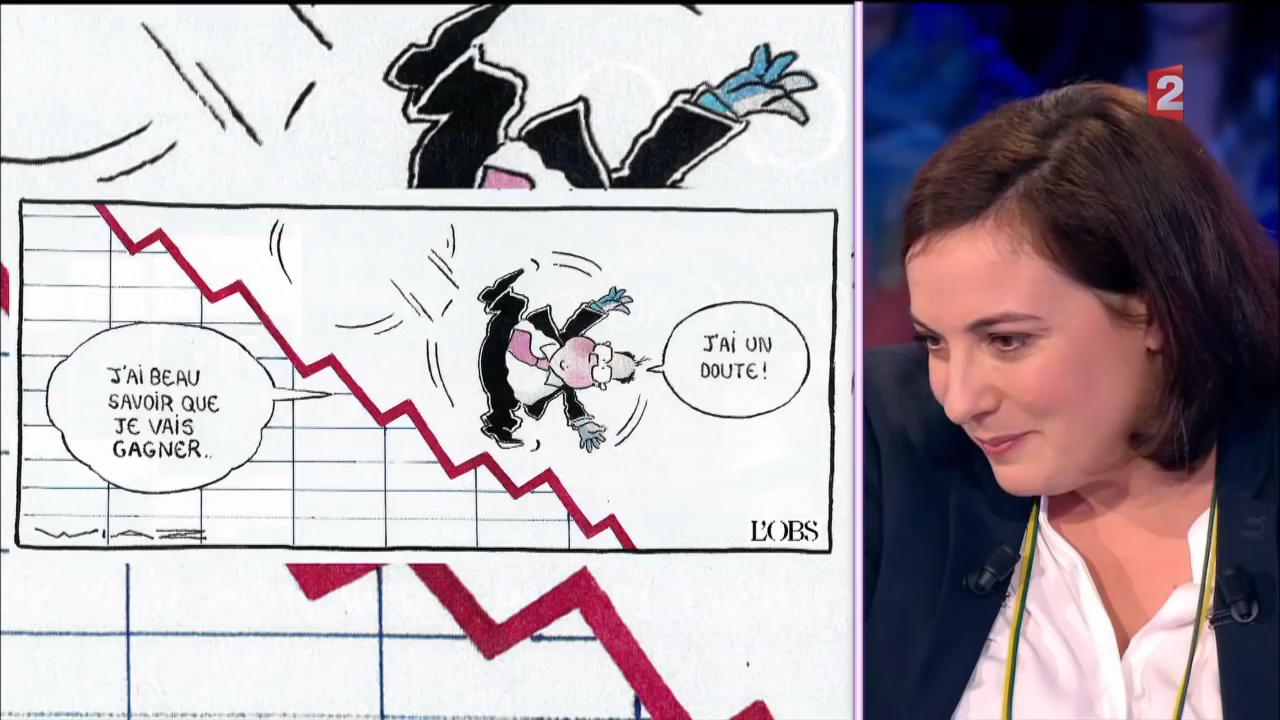 2
J'AI BEAU
SAVOIR QUE
JE VAIS
GAGNER..
J'AI UN
DOUTE!
L'OBS